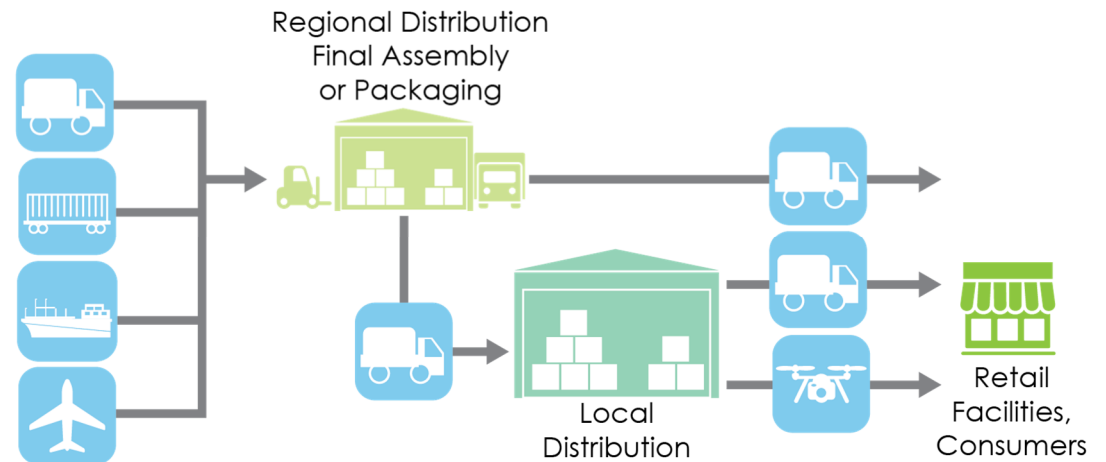 Regional Distribution
Final Assembly
or Packaging
Local
Distribution
Retail
Facilities,
Consumers